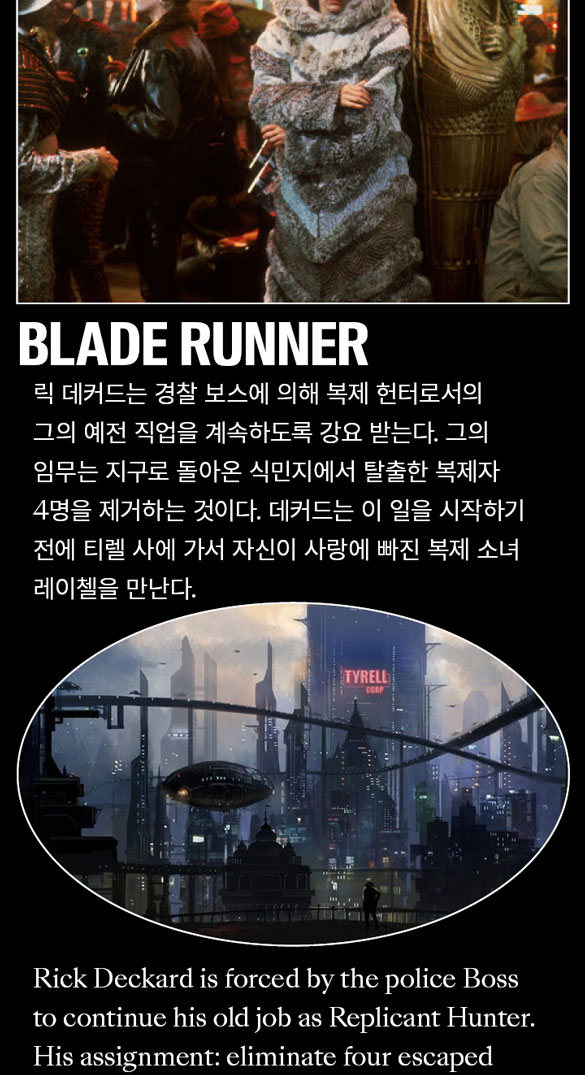 BLADE RUNNER
릭 데커드는 경찰 보스에 의해 복제 헌터로서의
그의 예전 직업을 계속하도록 강요 받는다. 그의
임무는 지구로 돌아온 식민지에서 탈출한 복제자
4명을 제거하는 것이다. 데커드는 이 일을 시작하기
전에 티렐 사에 가서 자신이 사랑에 빠진 복제 소녀
레이첼을 만난다.
TYRELL
CORP
Rick Deckard is forced by the police Boss
to continue his old job as Replicant Hunter.
His assignment: eliminate four escaped